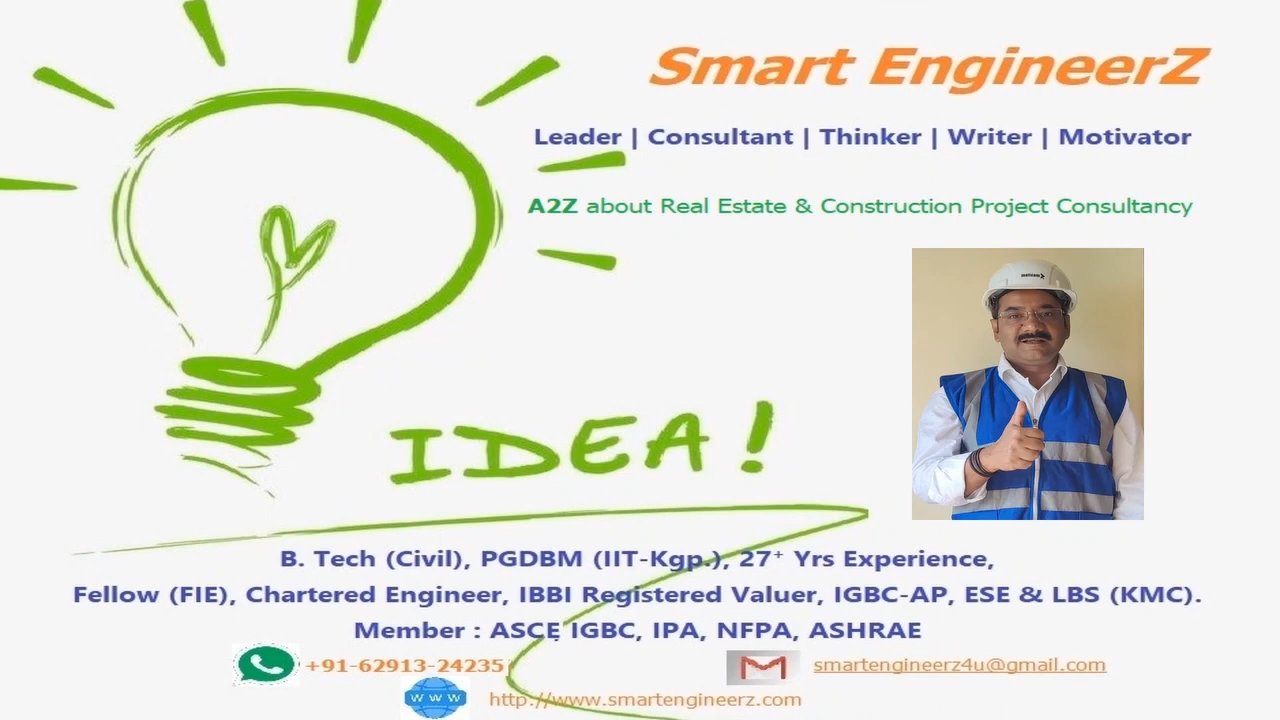 Smart EngineerZ
Leader | Consultant | Thinker | Writer | Motivator
A2Z about Real Estate & Construction Project Consultancy
IDEA!
B. Tech (Civil), PGDBM (IIT-Kgp.), 27⁺ Yrs Experience,
Fellow (FIE), Chartered Engineer, IBBI Registered Valuer, IGBC-AP, ESE & LBS (KMC).
Member : ASCE, IGBC, IPA, NFPA, ASHRAE
+91-62913-24235
smartengineerz4u@gmail.com
W W W
http://www.smartengineerz.com